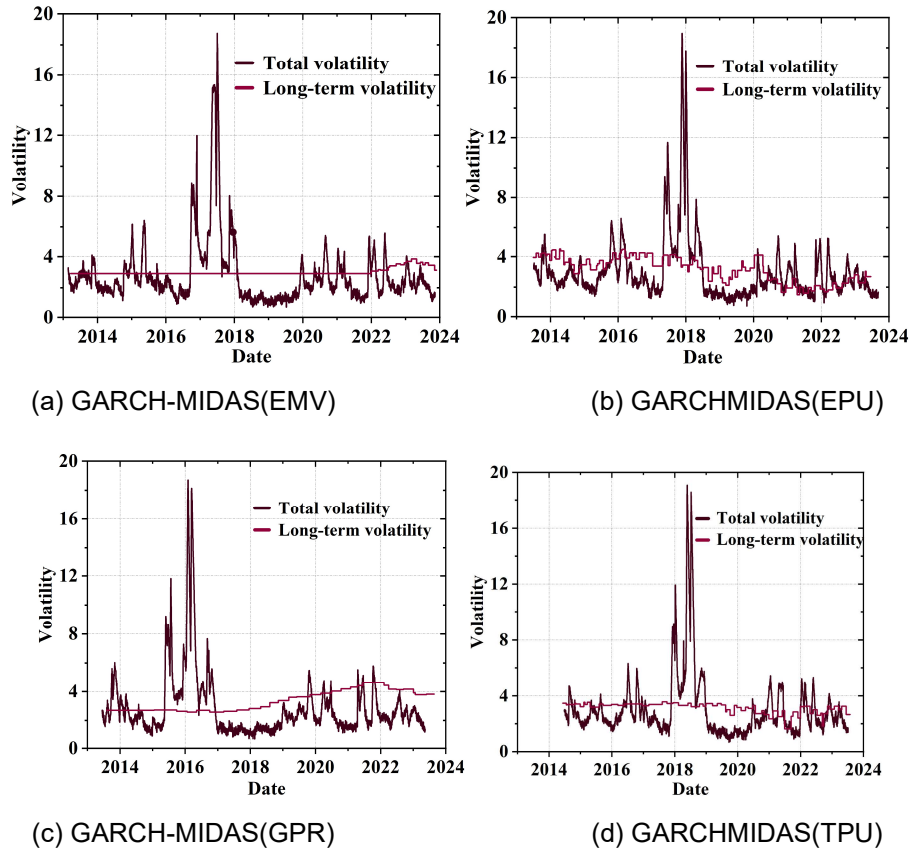 20
16
12
8
4
0
Volatility
Total volatility
Long-term volatility
2014 2016 2018 2020 2022 2024
Date
(a) GARCH-MIDAS(EMV)
20
16
12
8
4
0
Volatility
Total volatility
Long-term volatility
2014 2016 2018 2020 2022 2024
Date
(b) GARCHMIDAS(EPU)
20
16
12
8
4
0
Volatility
Total volatility
Long-term volatility
2014 2016 2018 2020 2022 2024
Date
(c) GARCH-MIDAS(GPR)
20
16
12
8
4
0
Volatility
Total volatility
Long-term volatility
2014 2016 2018 2020 2022 2024
Date
(d) GARCHMIDAS(TPU)